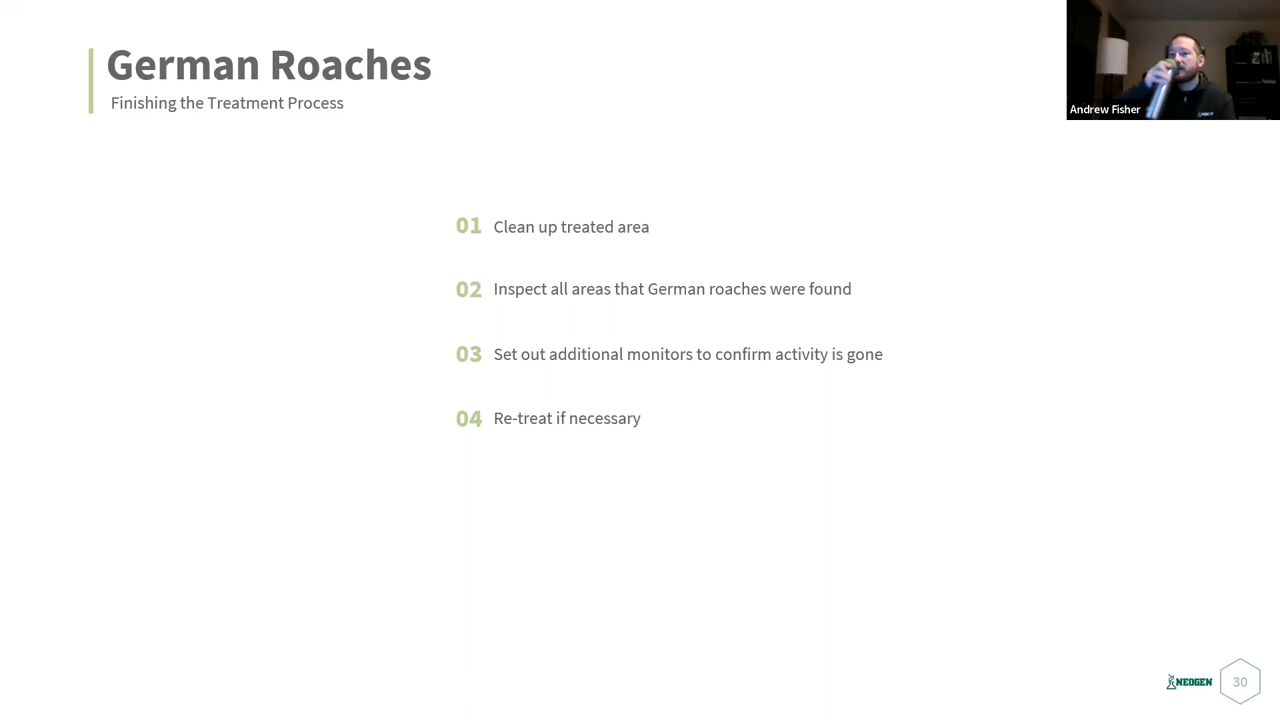 German Roaches
Finishing the Treatment Process
Andrew Fisher
01 Clean up treated area
02 Inspect all areas that German roaches were found
03 Set out additional monitors to confirm activity is gone
04 Re-treat if necessary
NEOGEN
30